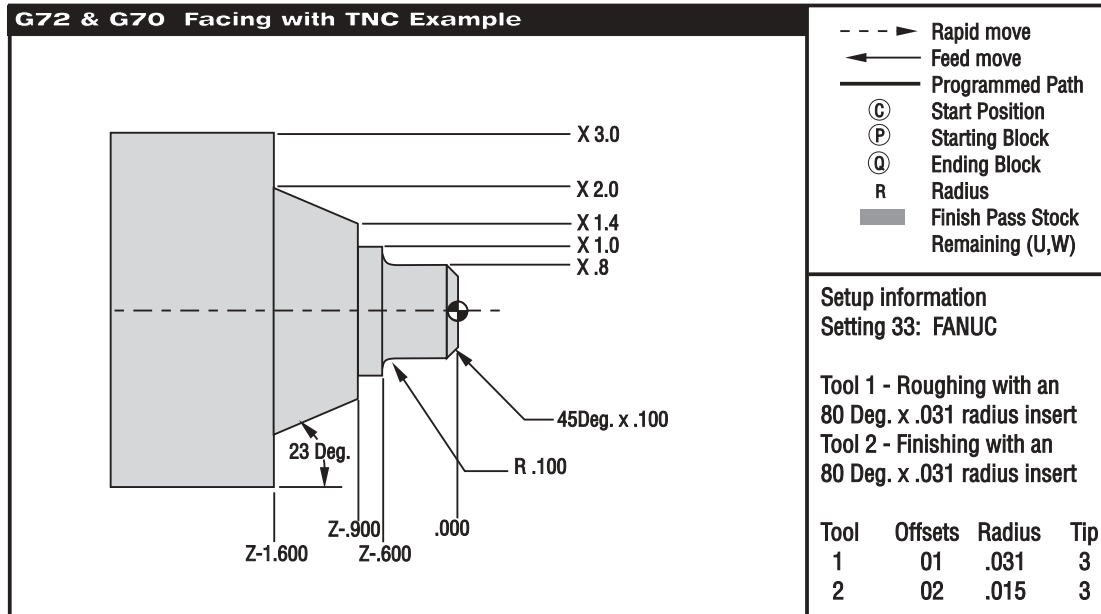 G72 & G70 Facing with TNC Example
X 3.0
X 2.0
X 1.4
X 1.0
X .8
45Deg. x .100
R .100
23 Deg.
Z-.900
.000
Z-1.600
Z-.600
Rapid move
Feed move
Programmed Path
C Start Position
P Starting Block
Q Ending Block
R Radius
Finish Pass Stock
Remaining (U,W)
Setup information
Setting 33: FANUC
Tool 1 - Roughing with an
80 Deg. x .031 radius insert
Tool 2 - Finishing with an
80 Deg. x .031 radius insert
Tool Offsets Radius Tip
1 01 .031 3
2 02 .015 3